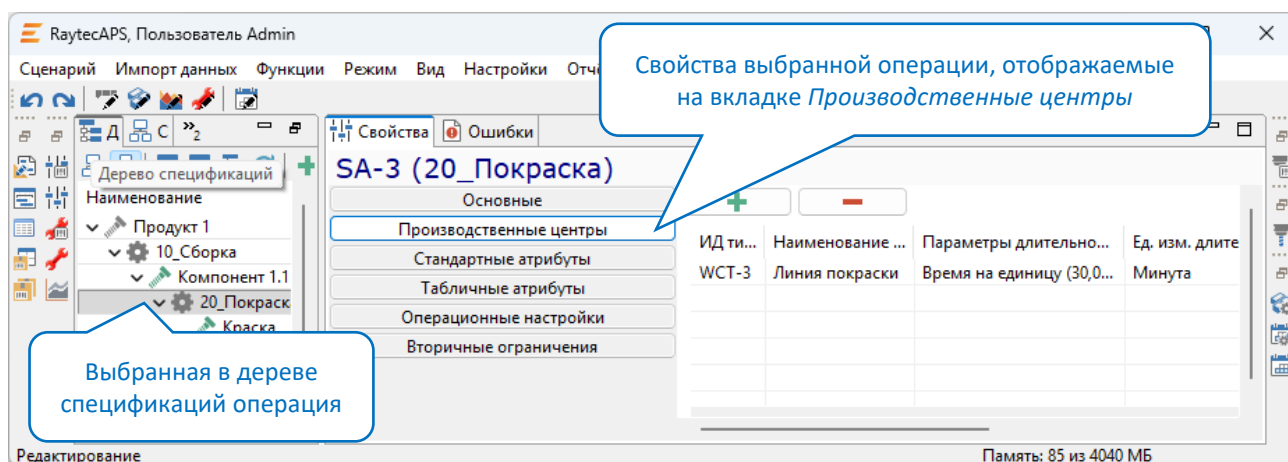 RaytecAPS, Пользователь Admin
Сценарий Импорт данных Функции Режим Вид Настройки
Свойства выбранной операции, отображаемые
на вкладке Производственные центры
Д С »2
Свойства Ошибки
Дерево спецификаций
SA-3 (20_Покраска)
Наименование
Продукт 1
10_Сборка
Компонент 1.1
20_Покраск
Краска
Основные
Производственные центры
Стандартные атрибуты
Табличные атрибуты
Операционные настройки
Вторичные ограничения
ИД ти... Наименование ... Параметры длительно... Ед. изм. длите
WCT-3 Линия покраски Время на единицу (30,0... Минута
Выбранная в дереве
спецификаций операция
Редактирование
Память: 85 из 4040 МБ